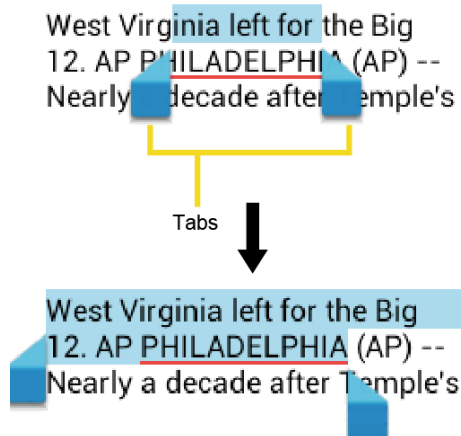 West Virginia left for the Big
12. AP PHILADELPHIA (AP) --
Nearly a decade after Temple's
Tabs
West Virginia left for the Big
12. AP PHILADELPHIA (AP) --
Nearly a decade after Temple's